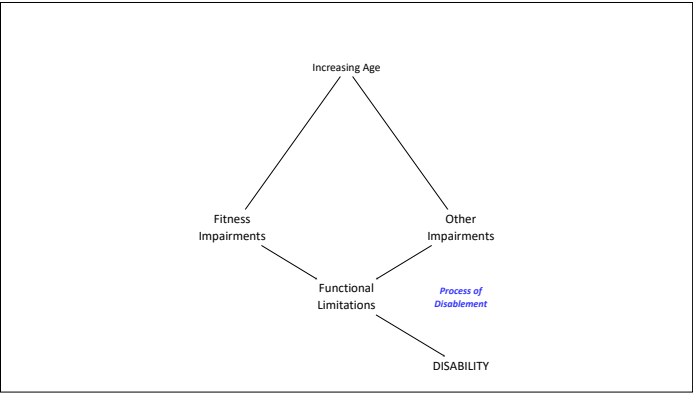 Increasing Age
Fitness
Impairments
Other
Impairments
Functional
Limitations
Process of
Disablement
DISABILITY